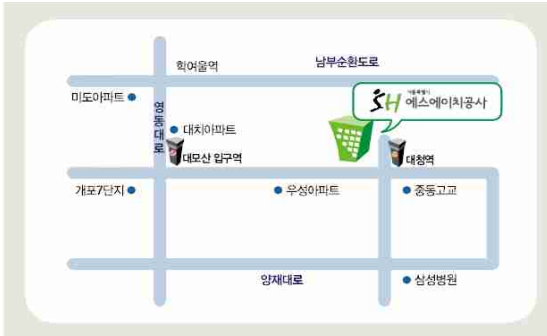 학여울역
남부순환도로
미도아파트
서울특별시
SH 에스에이치공사
영동대로
대치아파트
대모산 입구역
대청역
개포7단지
우성아파트
중동고교
양재대로
삼성병원